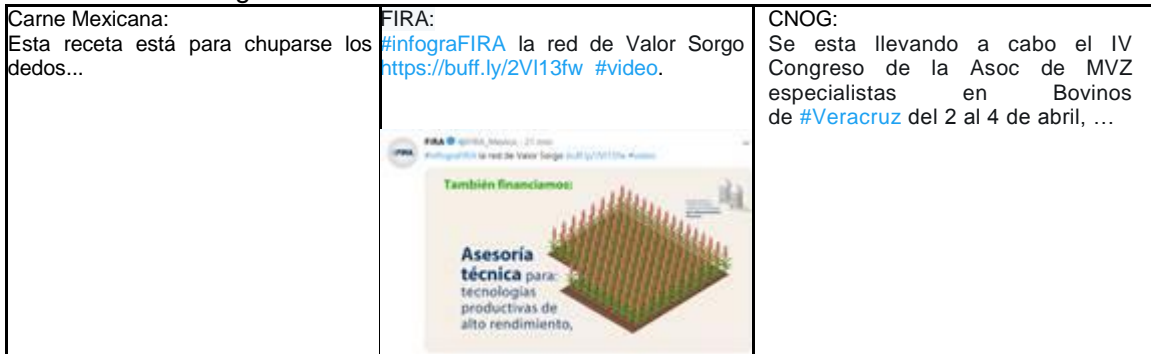 Carne Mexicana:
Esta receta está para chuparse los
dedos...
FIRA:
#infograFIRA la red de Valor Sorgo
https://buff.ly/2Vl13fw #video.
FIRA
#infograFIRA la red de Valor Sorgo
También financiamos:
Asesoría
técnica para:
tecnologías
productivas de
alto rendimiento,
CNOG:
Se esta llevando a cabo el IV
Congreso de la Asoc de MVZ
especialistas en Bovinos
de #Veracruz del 2 al 4 de abril, …